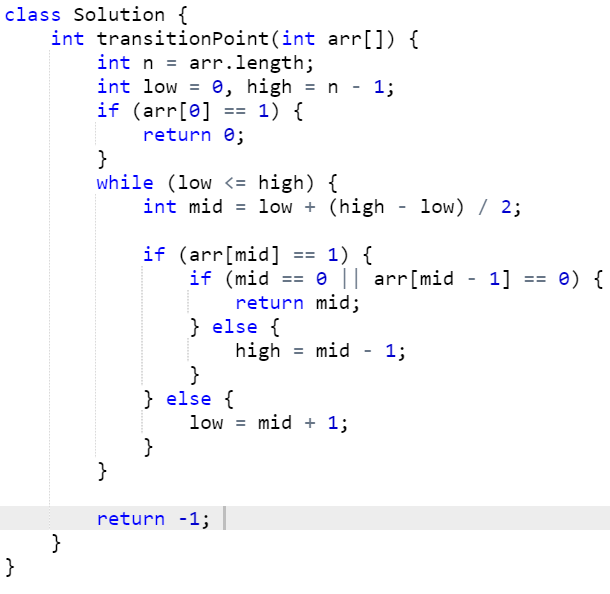 class Solution {
    int transitionPoint(int arr[]) {
        int n = arr.length;
        int low = 0, high = n - 1;
        if (arr[0] == 1) {
            return 0;
        }
        while (low <= high) {
            int mid = low + (high - low) / 2;

            if (arr[mid] == 1) {
                if (mid == 0 || arr[mid - 1] == 0) {
                    return mid;
                } else {
                    high = mid - 1;
                }
            } else {
                low = mid + 1;
            }
        }

        return -1;
    }
}